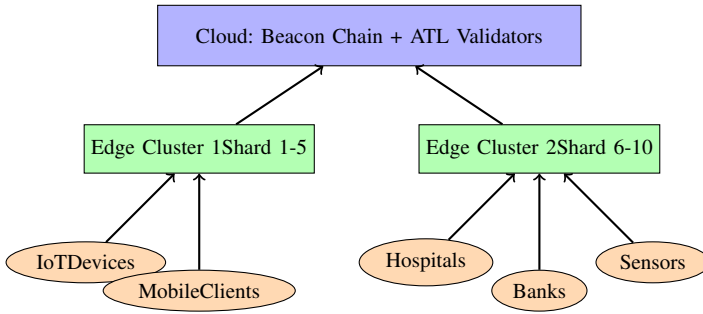 Cloud: Beacon Chain + ATL Validators
Edge Cluster 1Shard 1-5
Edge Cluster 2Shard 6-10
IoTDevices
MobileClients
Hospitals
Banks
Sensors